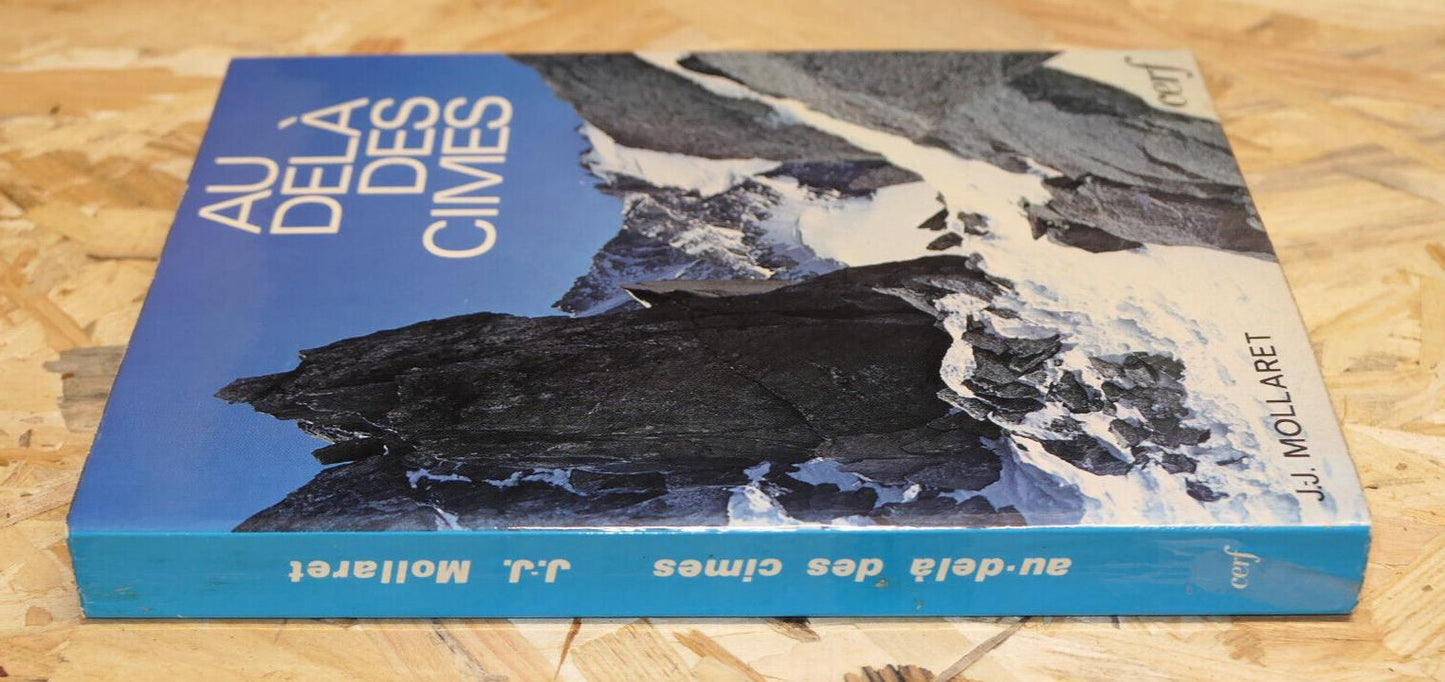 AU
DELÀ
DES
CIMES
cerf
J.-J. MOLLARET
au-delà des cimes J.-J. Mollaret
cerf